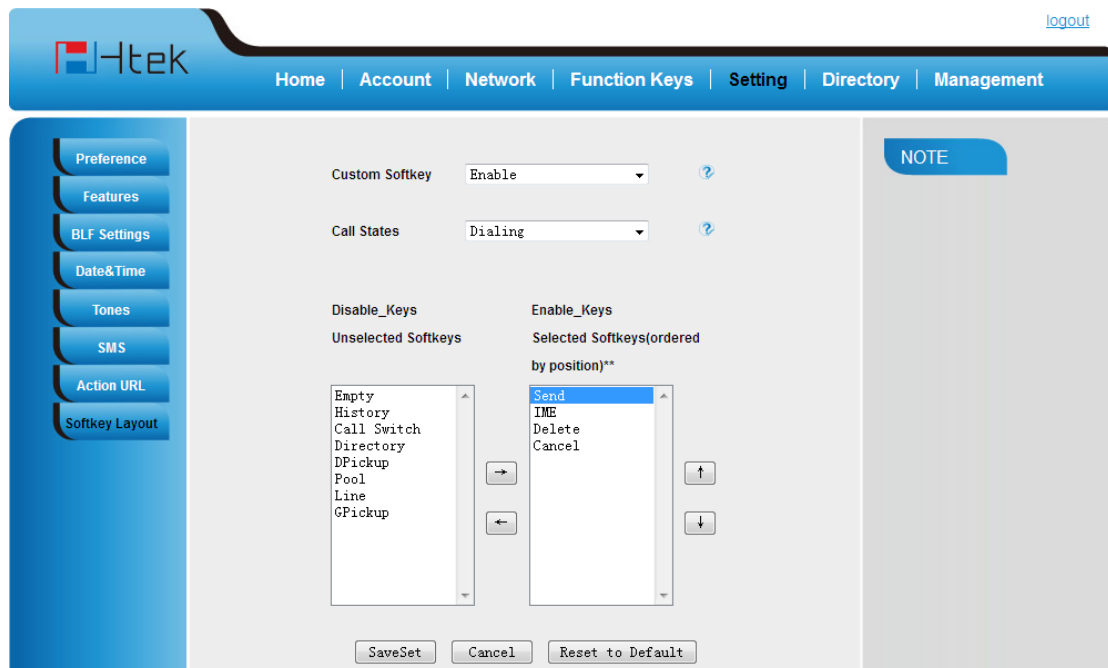 logout
Htek
Home | Account | Network | Function Keys | Setting | Directory | Management
Preference
Features
BLF Settings
Date&Time
Tones
SMS
Action URL
Softkey Layout
Custom Softkey Enable
Call States Dialing
Disable_Keys Enable_Keys
Unselected Softkeys Selected Softkeys(ordered
by position)**
Empty
History
Call Switch
Directory
DPickup
Pool
Line
GPickup
Send
IME
Delete
Cancel
→
←
↑
↓
SaveSet Cancel Reset to Default
NOTE